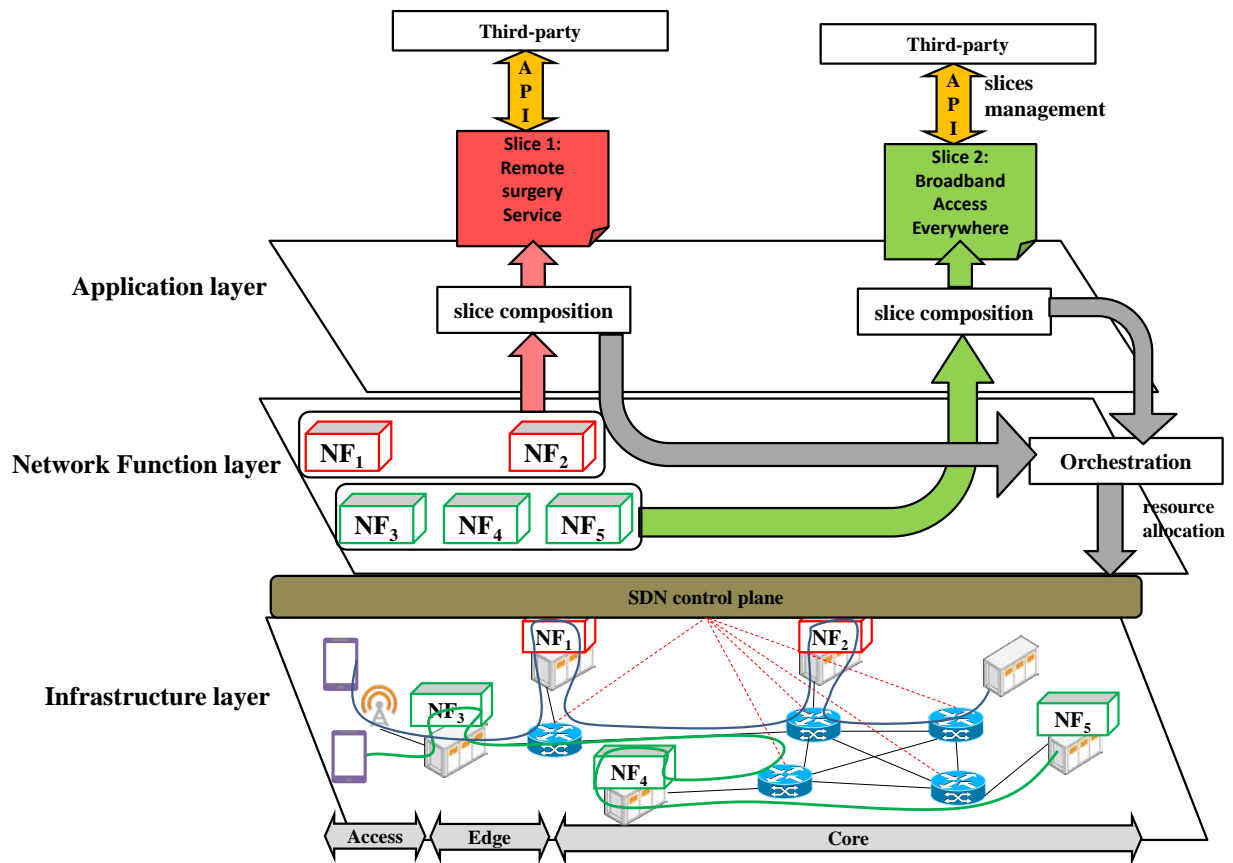 Third-party
Third-party
A
P
I
A
P
I
slices
management
Slice 1:
Remote
surgery
Service
Slice 2:
Broadband
Access
Everywhere
Application layer
slice composition
slice composition
Network Function layer
NF1
NF2
Orchestration
NF3
NF4
NF5
resource
allocation
SDN control plane
NF1
NF2
Infrastructure layer
NF3
NF5
NF4
Access
Edge
Core